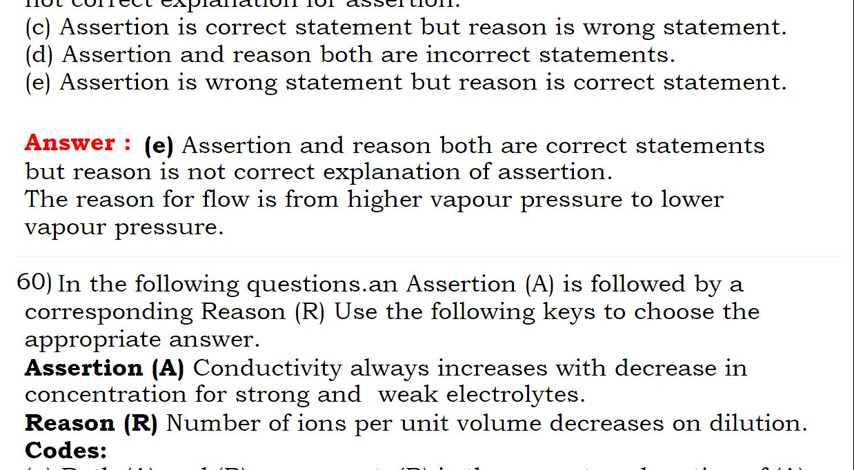 not correct explanation for assertion.
(c) Assertion is correct statement but reason is wrong statement.
(d) Assertion and reason both are incorrect statements.
(e) Assertion is wrong statement but reason is correct statement.
Answer : (e) Assertion and reason both are correct statements
but reason is not correct explanation of assertion.
The reason for flow is from higher vapour pressure to lower
vapour pressure.
60) In the following questions.an Assertion (A) is followed by a
corresponding Reason (R) Use the following keys to choose the
appropriate answer.
Assertion (A) Conductivity always increases with decrease in
concentration for strong and weak electrolytes.
Reason (R) Number of ions per unit volume decreases on dilution.
Codes: